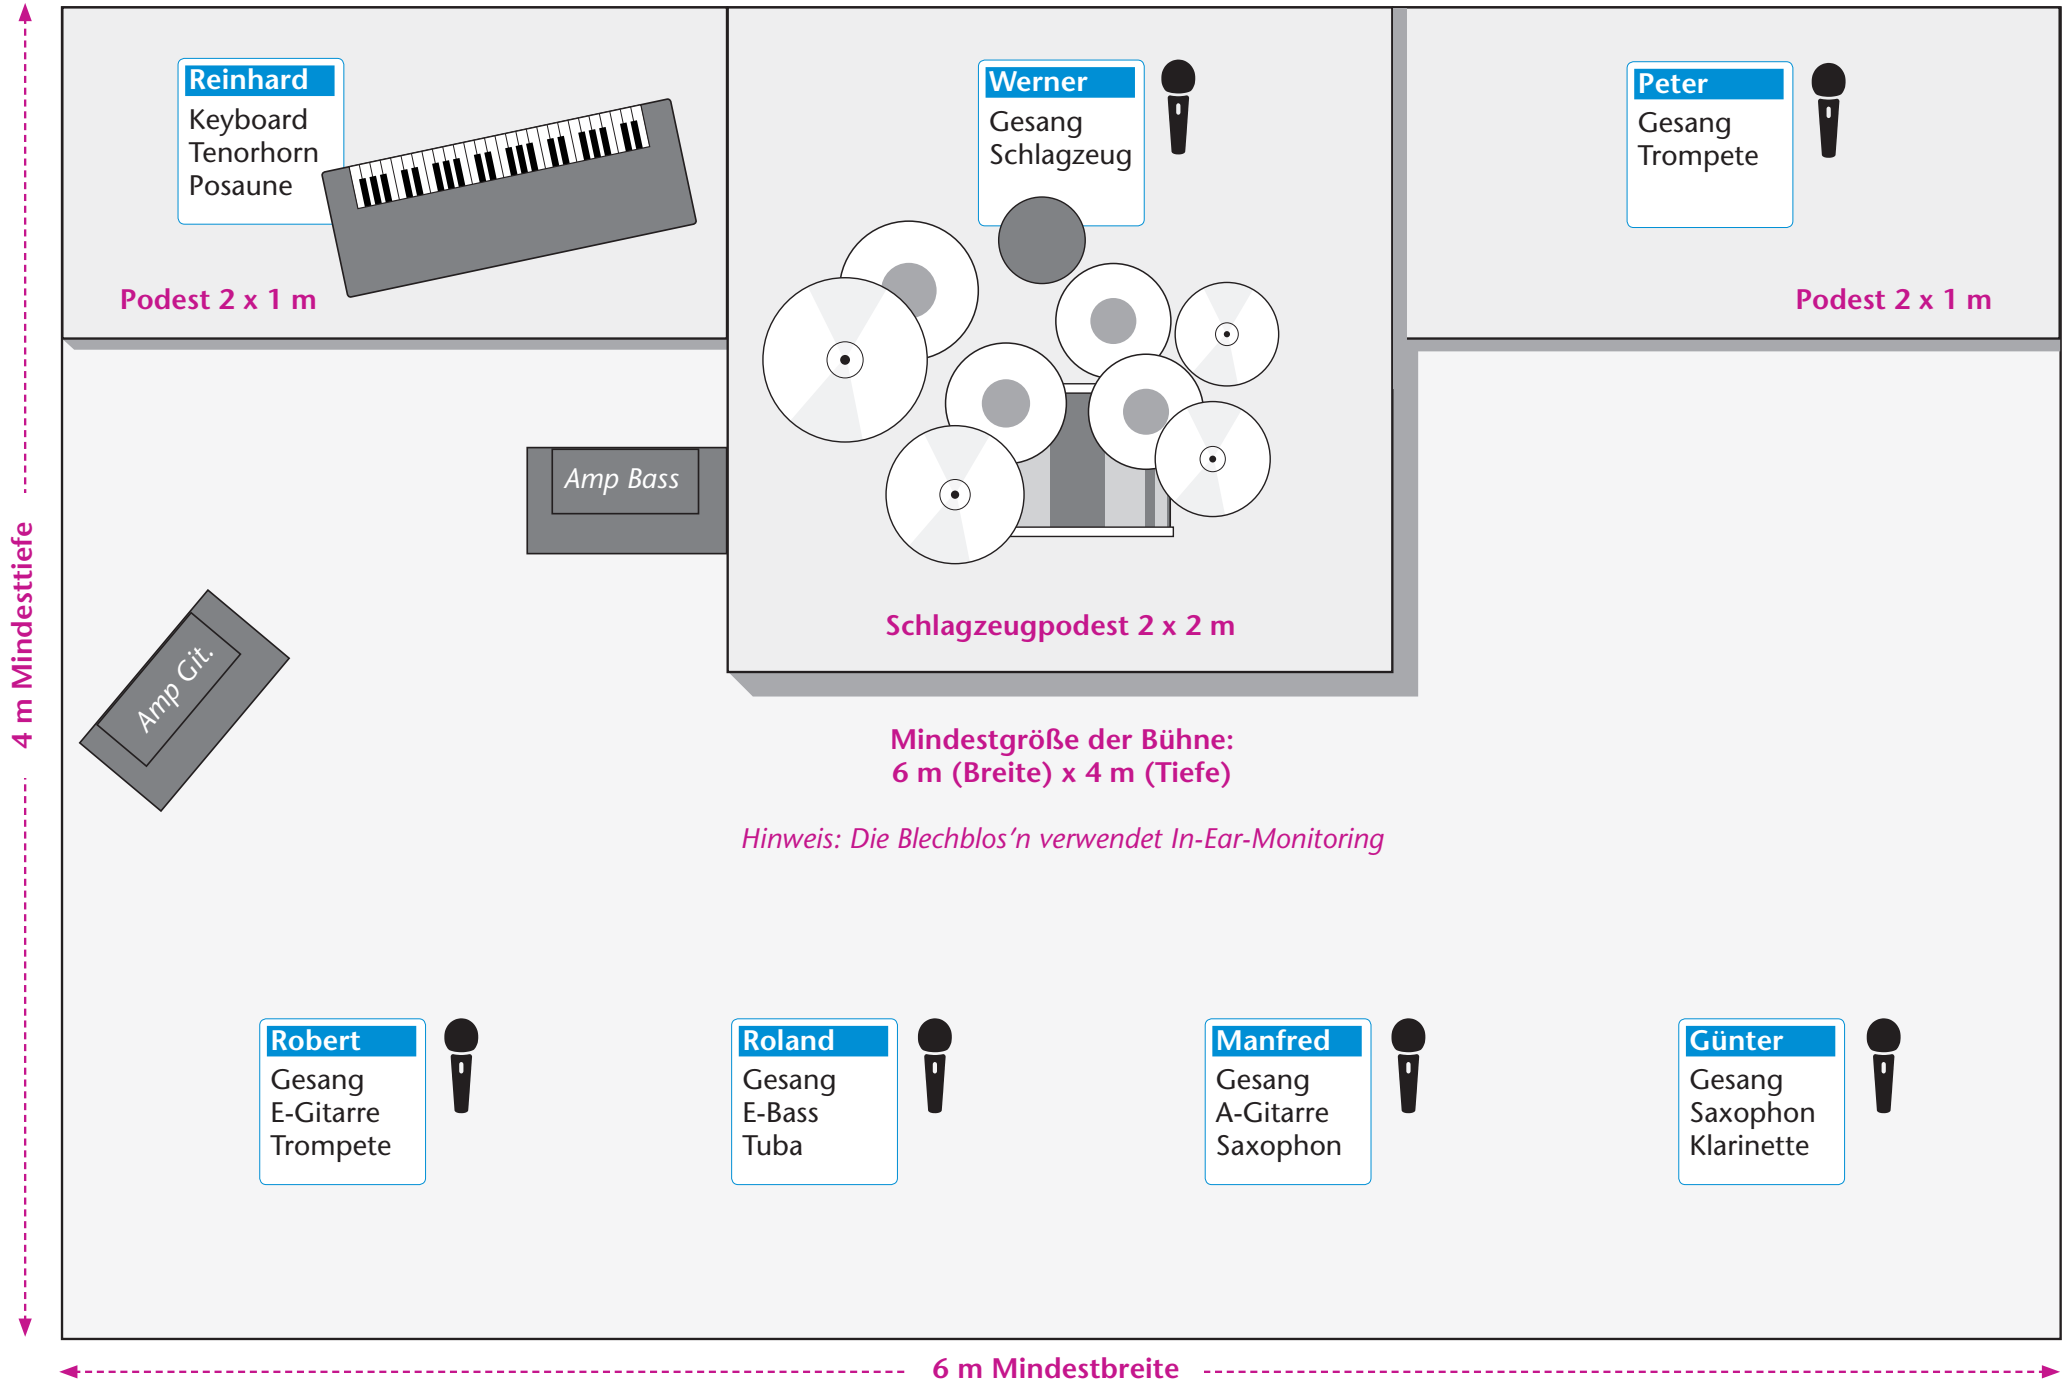 Reinhard
Keyboard
Tenorhorn
Posaune
Podest 2 x 1 m
Werner
Gesang
Schlagzeug
Peter
Gesang
Trompete
Podest 2 x 1 m
Amp Bass
Schlagzeugpodest 2 x 2 m
Amp Git.
4 m Mindesttiefe
Mindestgröße der Bühne:
6 m (Breite) x 4 m (Tiefe)
Hinweis: Die Blechblos’n verwendet In-Ear-Monitoring
Robert
Gesang
E-Gitarre
Trompete
Roland
Gesang
E-Bass
Tuba
Manfred
Gesang
A-Gitarre
Saxophon
Günter
Gesang
Saxophon
Klarinette
6 m Mindestbreite